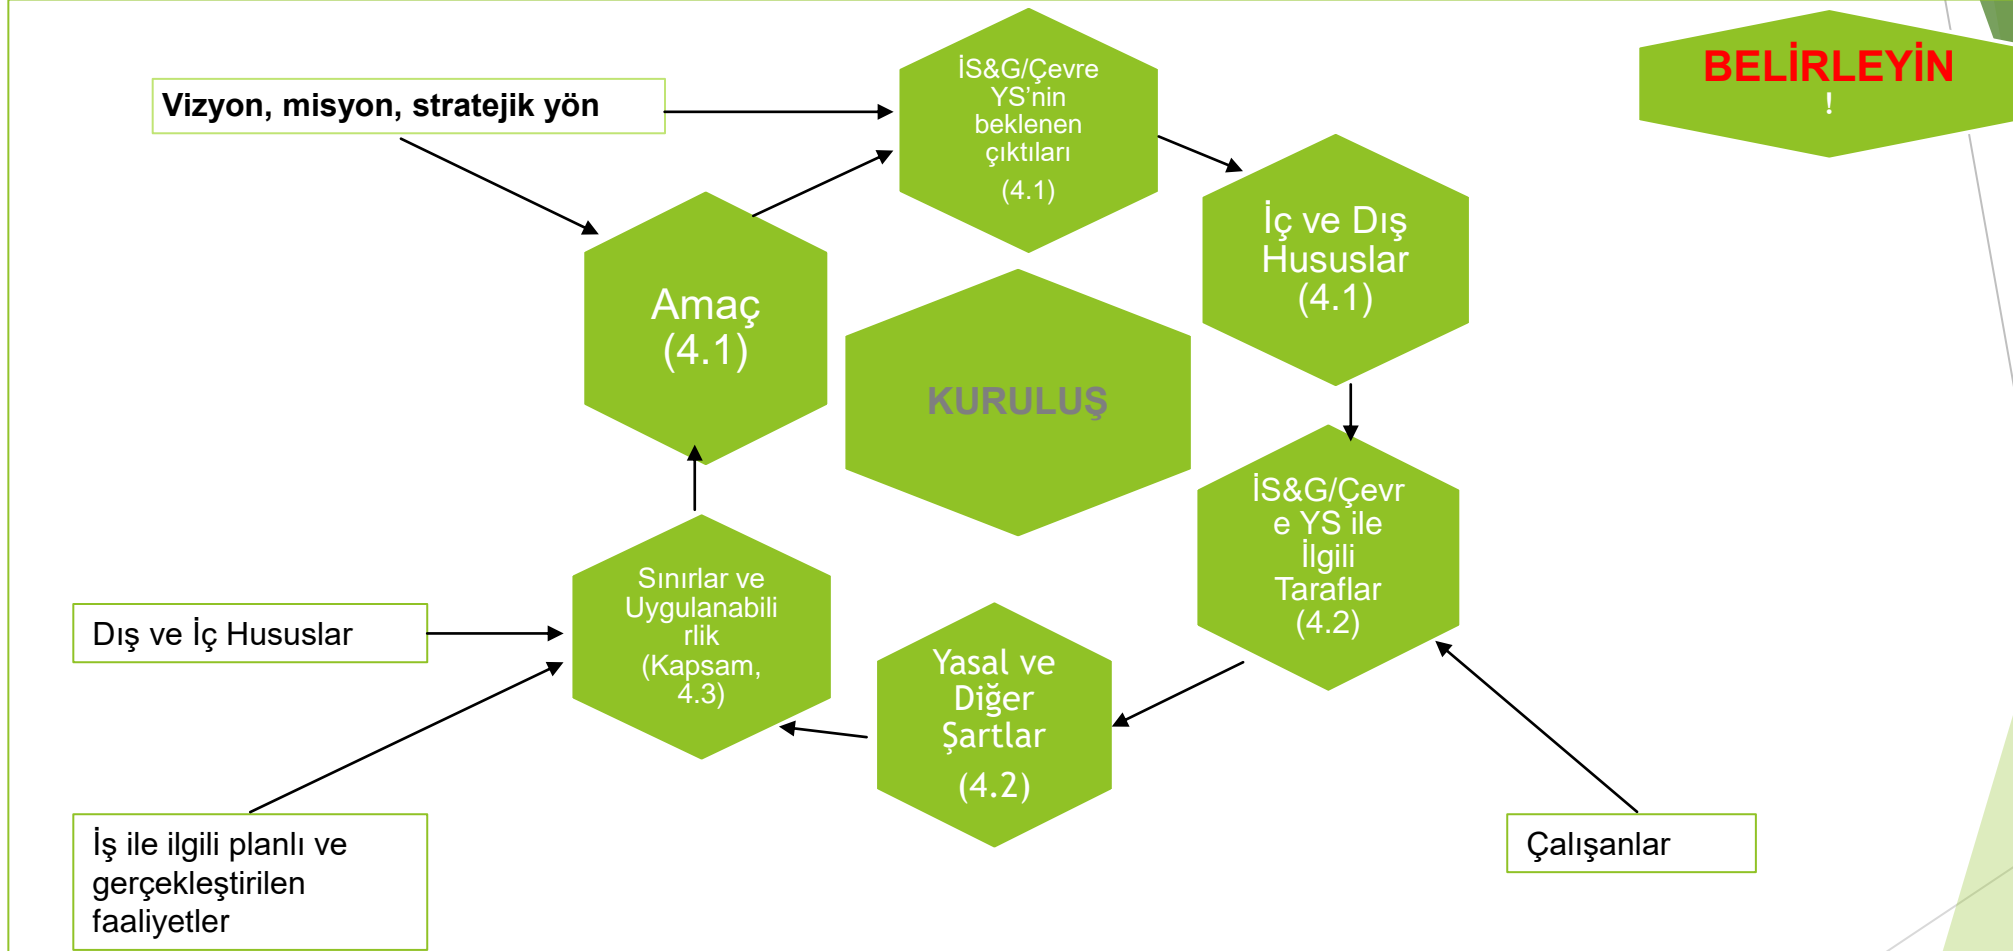 BELİRLEYİN
!
Vizyon, misyon, stratejik yön
İS&G/Çevre
YS’nin
beklenen
çıktıları
(4.1)
İç ve Dış
Hususlar
(4.1)
Amaç
(4.1)
KURULUŞ
İS&G/Çevr
e YS ile
İlgili
Taraflar
(4.2)
Sınırlar ve
Uygulanabili
rlik
(Kapsam,
4.3)
Yasal ve
Diğer
Şartlar
(4.2)
Dış ve İç Hususlar
İş ile ilgili planlı ve
gerçekleştirilen
faaliyetler
Çalışanlar